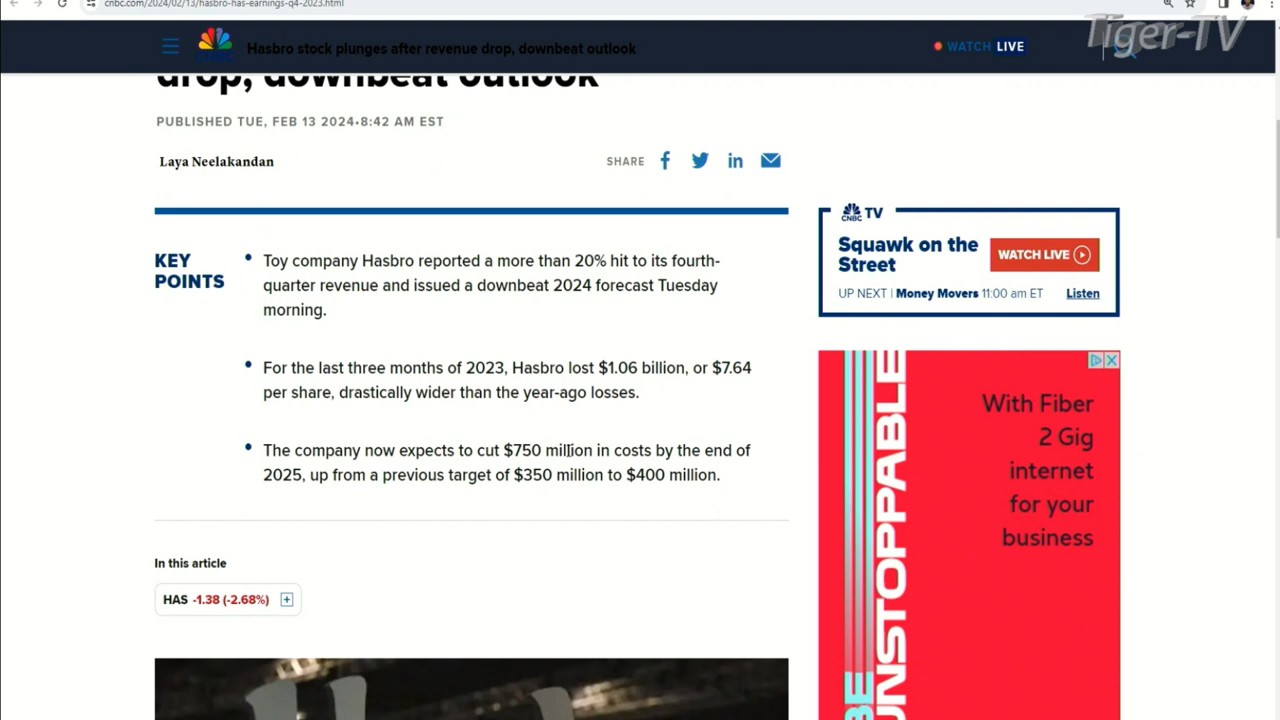 cnbc.com/2024/02/13/hasbro-has-earnings-q4-2023.html
Tiger-TV
CNBC
Hasbro stock plunges after revenue drop, downbeat outlook
WATCH LIVE
drop, downbeat outlook
PUBLISHED TUE, FEB 13 2024•8:42 AM EST
Laya Neelakandan
SHARE
KEY
POINTS
• Toy company Hasbro reported a more than 20% hit to its fourth-
quarter revenue and issued a downbeat 2024 forecast Tuesday
morning.
• For the last three months of 2023, Hasbro lost $1.06 billion, or $7.64
per share, drastically wider than the year-ago losses.
• The company now expects to cut $750 million in costs by the end of
2025, up from a previous target of $350 million to $400 million.
In this article
HAS -1.38 (-2.68%)
CNBC TV
Squawk on the
Street
WATCH LIVE
UP NEXT | Money Movers 11:00 am ET
Listen
With Fiber
2 Gig
internet
for your
business
BE
UNSTOPPABLE